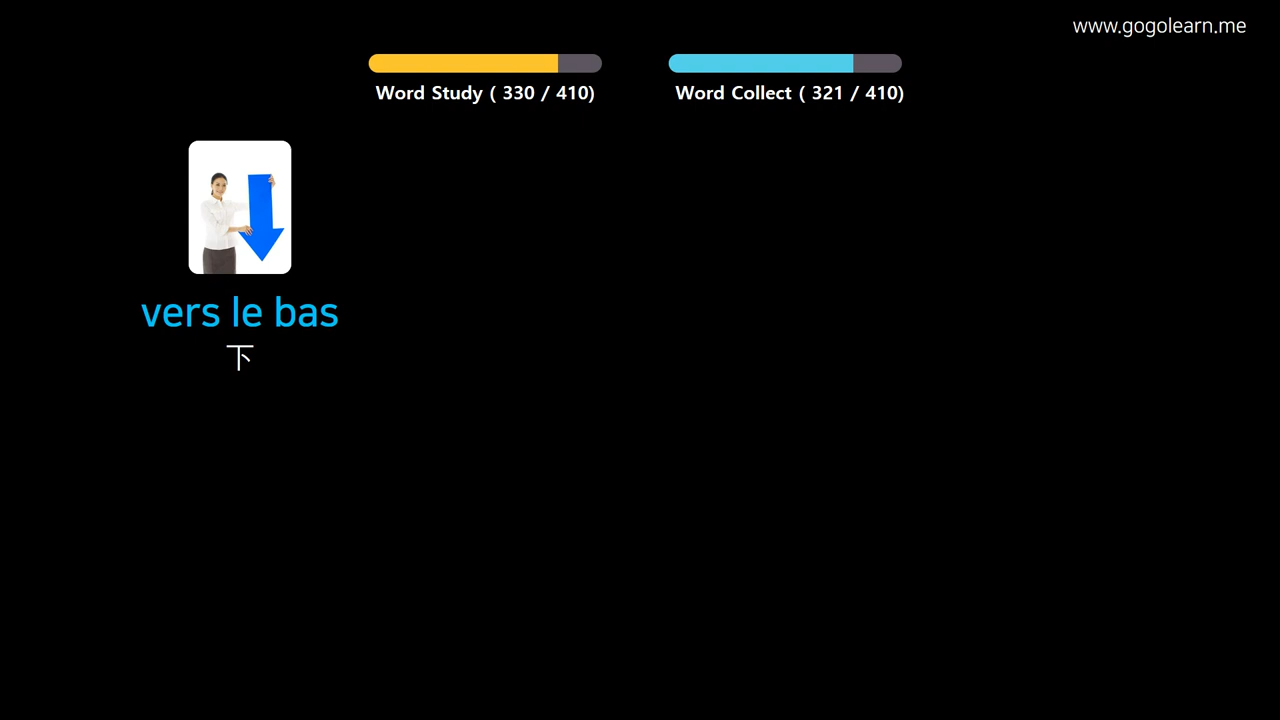 www.gogolearn.me
Word Study ( 330 / 410)
Word Collect ( 321 / 410)
vers le bas
下